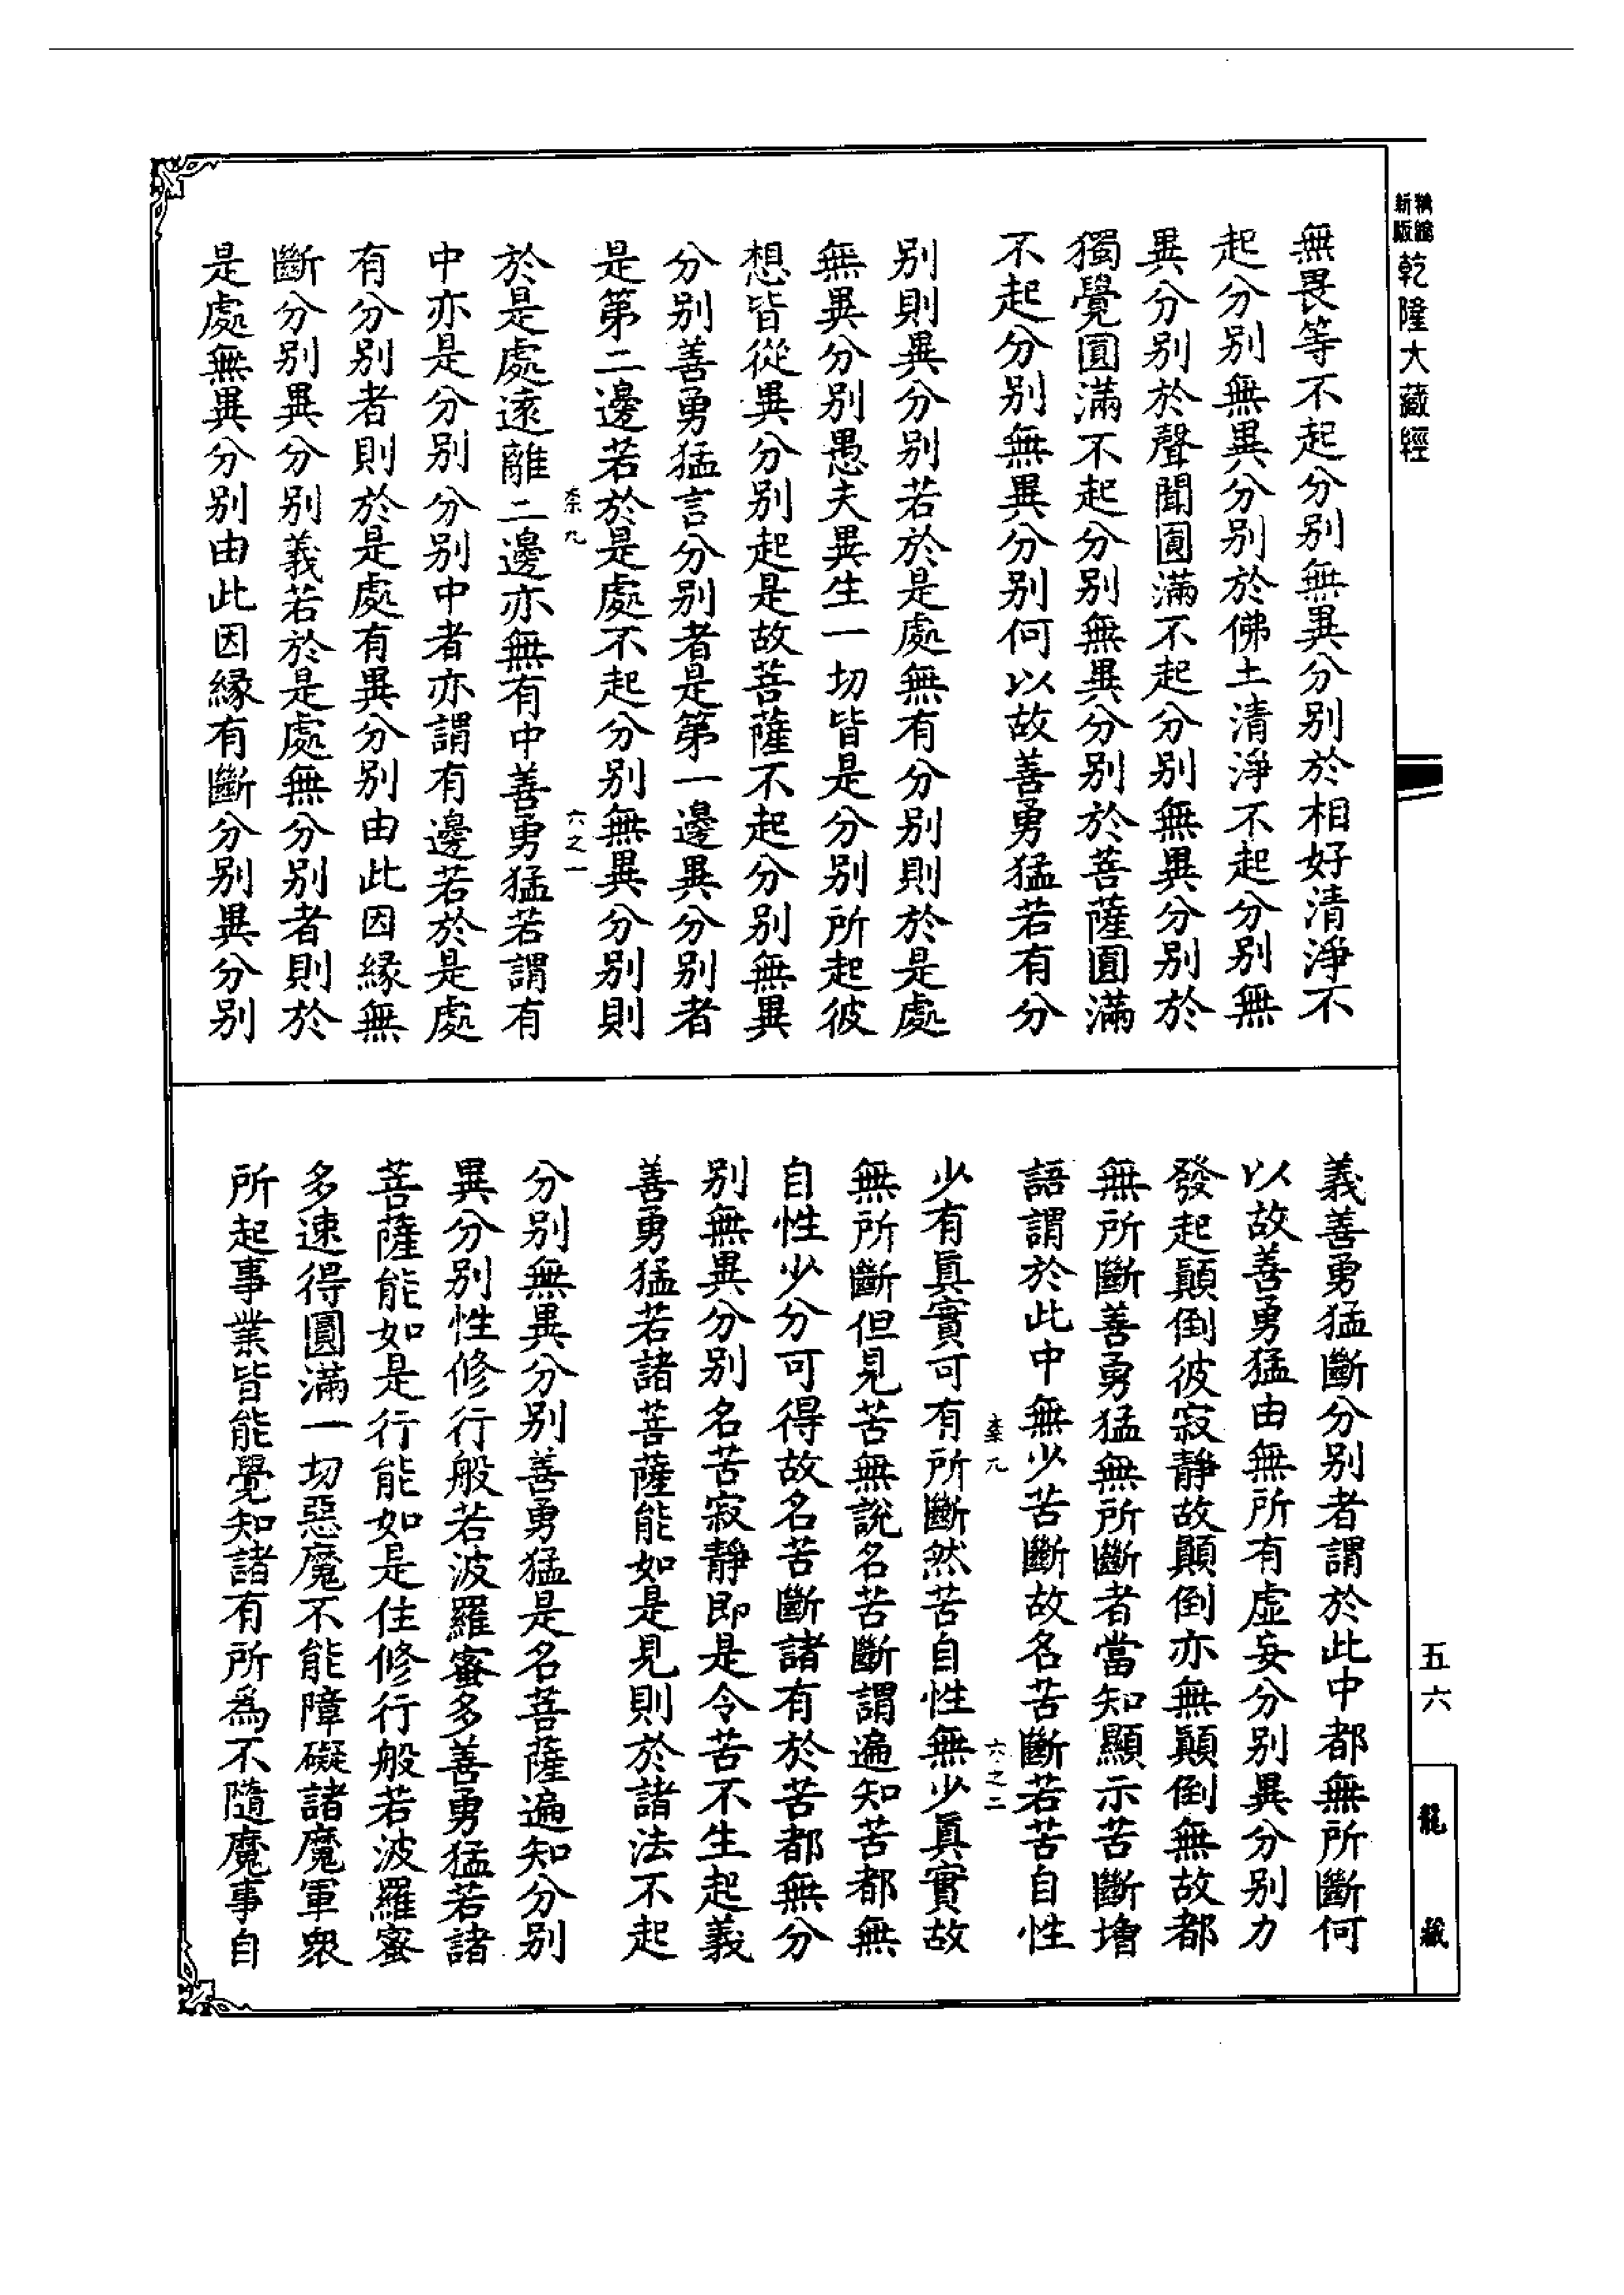 新版
精縮
乾隆大藏經
無畏等不起分別無異分別於相好清淨不
起分別無異分別於佛土清淨不起分別無
異分別於聲聞圓滿不起分別無異分別於
獨覺圓滿不起分別無異分別於菩薩圓滿
不起分別無異分別何以故善勇猛若有分
別則異分別若於是處無有分別則於是處
無異分別愚夫異生一切皆是分別所起彼
想皆從異分別起是故菩薩不起分別無異
分別善勇猛言分別者是第一邊異分別者
是第二邊若於是處不起分別無異分別則
柰九
六之一
於是處遠離二邊亦無有中善勇猛若謂有
中亦是分別分別中者亦謂有邊若於是處
有分別者則於是處有異分別由此因緣無
斷分別異分別義若於是處無分別者則於
是處無異分別由此因緣有斷分別異分別
義善勇猛斷分別者謂於此中都無所斷何
以故善勇猛由無所有虛妄分別異分別力
發起顛倒彼寂靜故顛倒亦無顛倒無故都
無所斷善勇猛無所斷者當知顯示苦斷增
語謂於此中無少苦斷故名苦斷若苦自性
柰九
六之二
少有真實可有所斷然苦自性無少真實故
無所斷但見苦無說名苦斷謂遍知苦都無
自性少分可得故名苦斷諸有於苦都無分
別無異分別名苦寂靜即是令苦不生起義
善勇猛若諸菩薩能如是見則於諸法不起
分別無異分別善勇猛是名菩薩遍知分別
異分別性修行般若波羅蜜多善勇猛若諸
菩薩能如是行能如是住修行般若波羅蜜
多速得圓滿一切惡魔不能障礙諸魔軍眾
所起事業皆能覺知諸有所為不隨魔事自
五六
龍藏